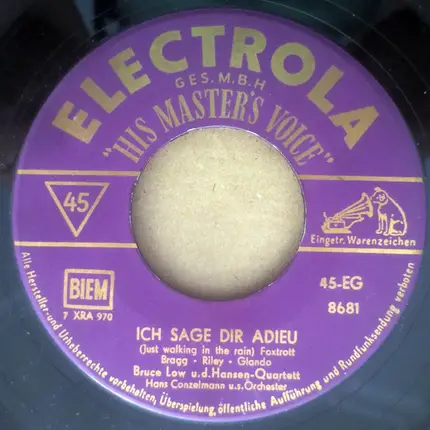 ELECTROLA
GES. M. B. H
"HIS MASTER'S VOICE"
45
Eingetr. Warenzeichen
BIEM
7 XRA 970
45-EG
8681
ICH SAGE DIR ADIEU
(Just walking in the rain) Foxtrott
Bragg - Riley - Glando
Bruce Low u.d. Hansen-Quartett
Hans Conzelmann u.s. Orchester
Alle Hersteller-und Urheberrechte vorbehalten, Überspielung, öffentliche Aufführung und Rundfunksendung verboten